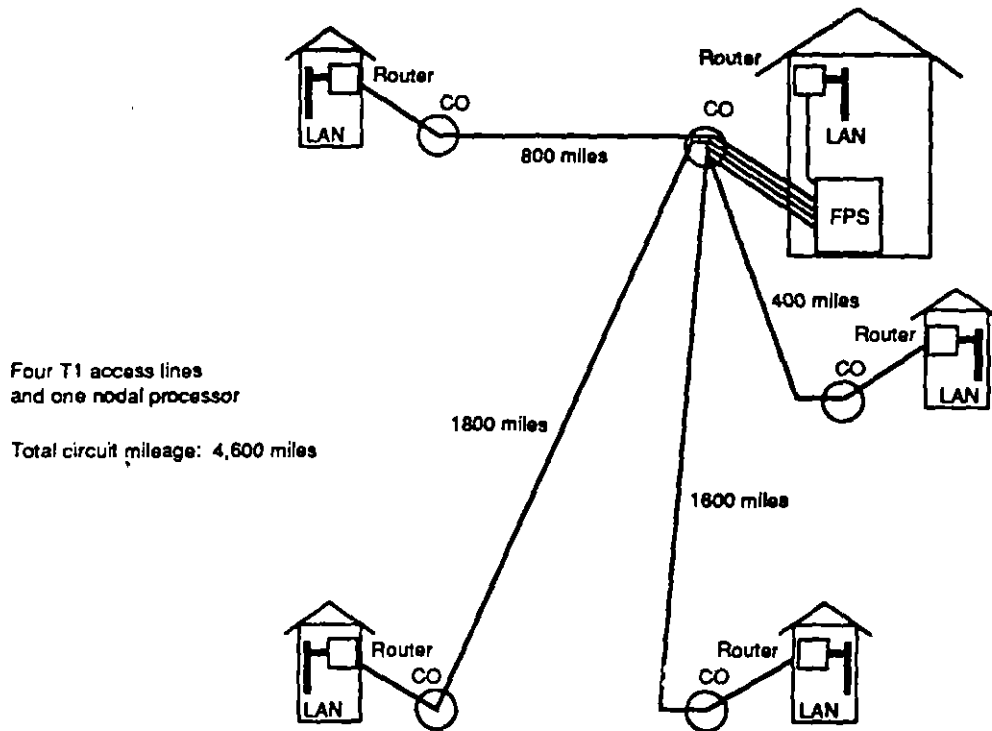 Router
CO
LAN
800 miles
Router
CO
LAN
FPS
400 miles
Router
CO
LAN
Four T1 access lines
and one nodal processor
Total circuit mileage: 4,600 miles
1800 miles
1600 miles
Router
CO
LAN
Router
CO
LAN